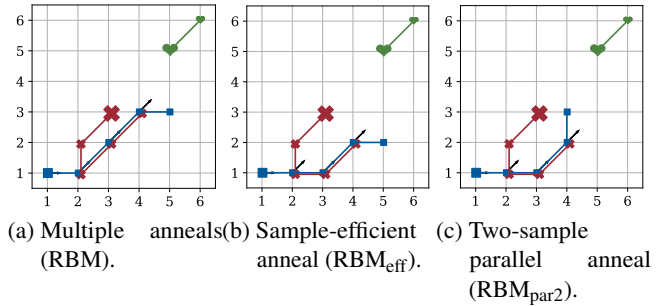 6
5
4
3
2
1
1 2 3 4 5 6
6
5
4
3
2
1
1 2 3 4 5 6
6
5
4
3
2
1
1 2 3 4 5 6
(a) Multiple anneals
(RBM).
(b) Sample-efficient
anneal (RBMeff).
(c) Two-sample
parallel anneal
(RBMpar2).